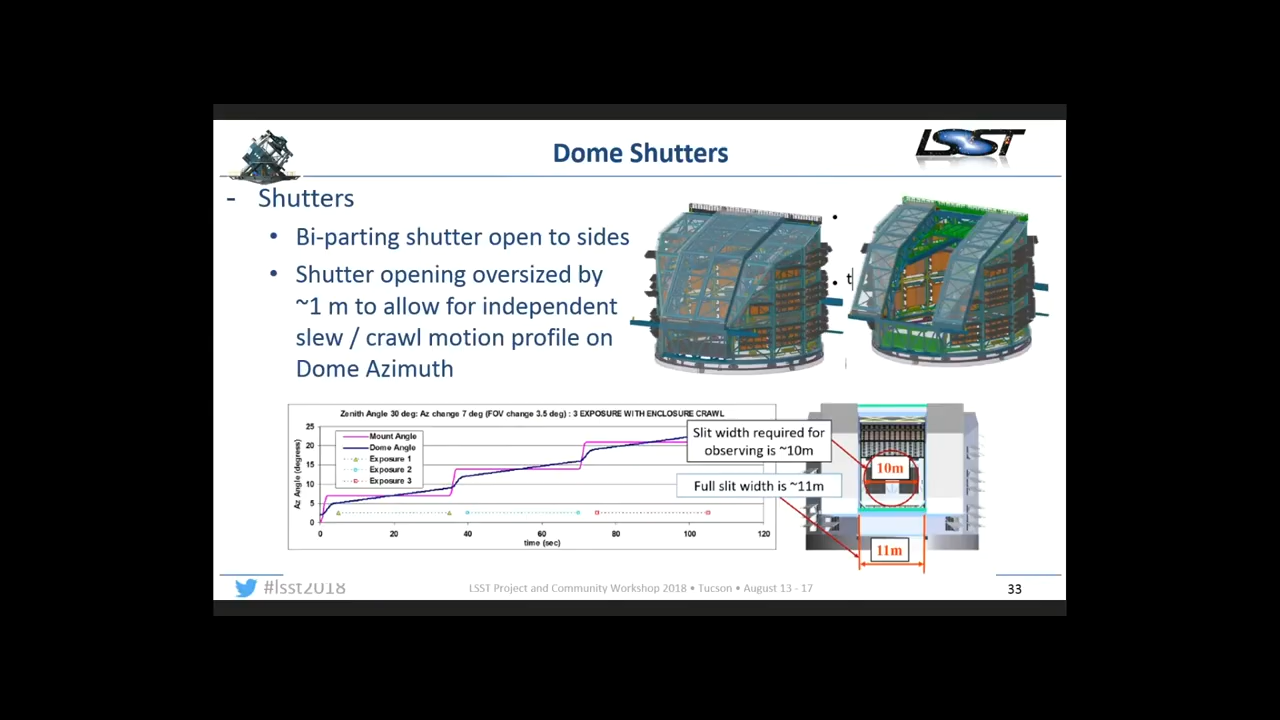 Dome Shutters
LSST
- Shutters
• Bi-parting shutter open to sides
• Shutter opening oversized by
~1 m to allow for independent
slew / crawl motion profile on
Dome Azimuth
•
• t
Zenith Angle 30 deg: Az change 7 deg (FOV change 3.5 deg) : 3 EXPOSURE WITH ENCLOSURE CRAWL
Az Angle (degrees)
25
20
15
10
5
0
Mount Angle
Dome Angle
Exposure 1
Exposure 2
Exposure 3
0 20 40 60 80 100 120
time (sec)
Slit width required for
observing is ~10m
Full slit width is ~11m
10m
11m
#lsst2018
LSST Project and Community Workshop 2018 • Tucson • August 13 - 17
33